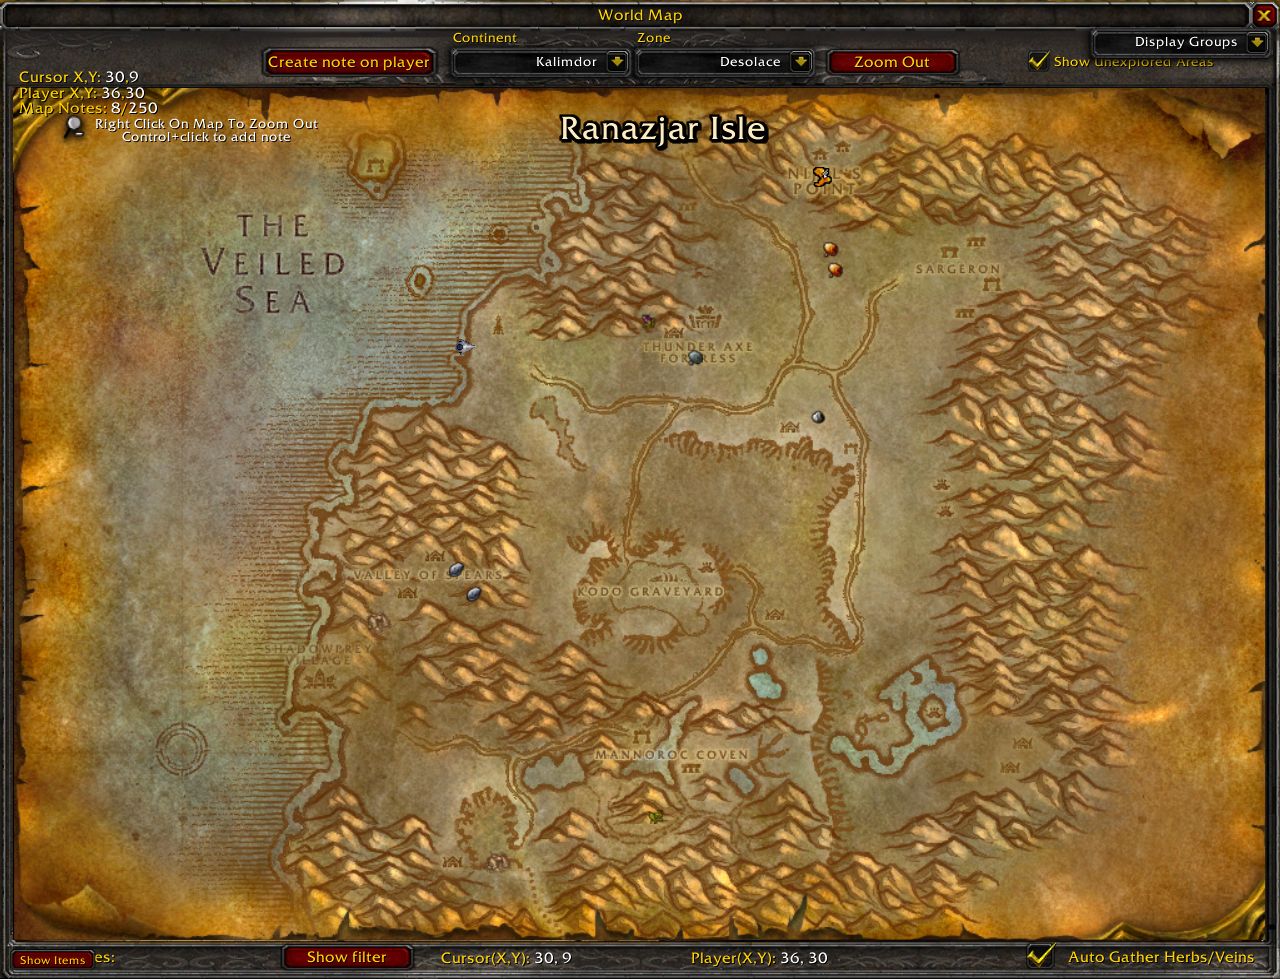 World Map
Continent
Zone
Create note on player
Kalimdor
Desolace
Zoom Out
Display Groups
Show Unexplored Areas
Cursor X,Y: 30,9
Player X,Y: 36,30
Map Notes: 8/250
Right Click On Map To Zoom Out
Control+click to add note
Ranazjar Isle
NIJEL'S
POINT
THE
VEILED
SEA
SARGERON
THUNDER AXE
FORTRESS
VALLEY OF SPEARS
KODO GRAVEYARD
SHADOWPREY
VILLAGE
MANNOROC COVEN
Show Items
es:
Show filter
Cursor(X,Y): 30, 9
Player(X,Y): 36, 30
Auto Gather Herbs/Veins